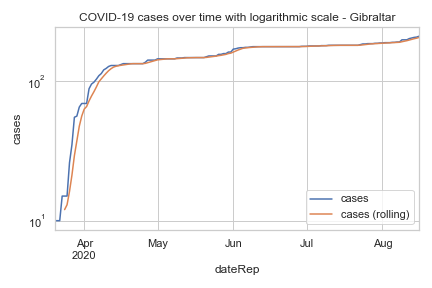 COVID-19 cases over time with logarithmic scale - Gibraltar
cases
10²
10¹
cases
cases (rolling)
Apr
2020
May
Jun
Jul
Aug
dateRep